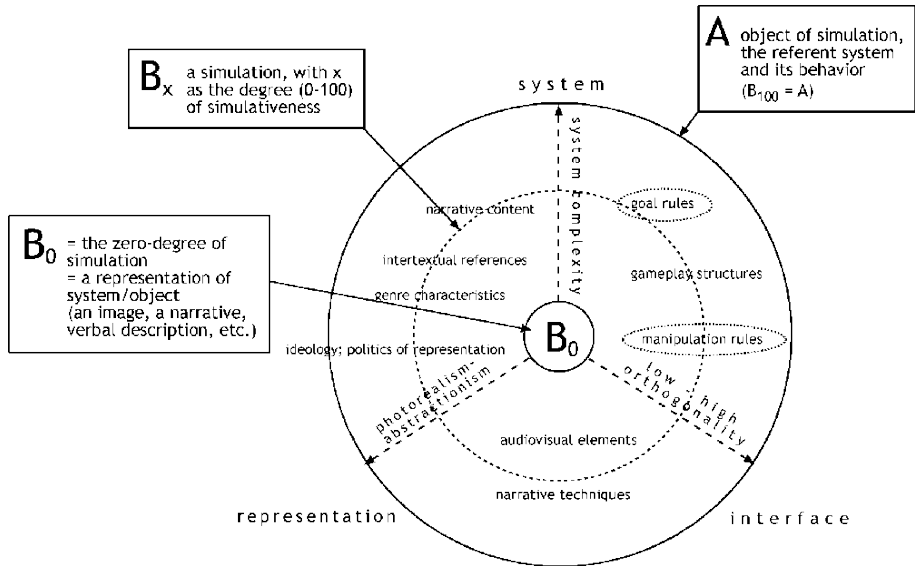 A object of simulation,
the referent system
and its behavior
(B100 = A)
Bx a simulation, with x
as the degree (0-100)
of simulativeness
system
system complexity
narrative content
goal rules
B0 = the zero-degree of
simulation
= a representation of
system/object
(an image, a narrative,
verbal description, etc.)
intertextual references
gameplay structures
genre characteristics
B0
manipulation rules
ideology; politics of representation
photorealism-
abstractionism
low - high
orthogonality
audiovisual elements
narrative techniques
representation
interface